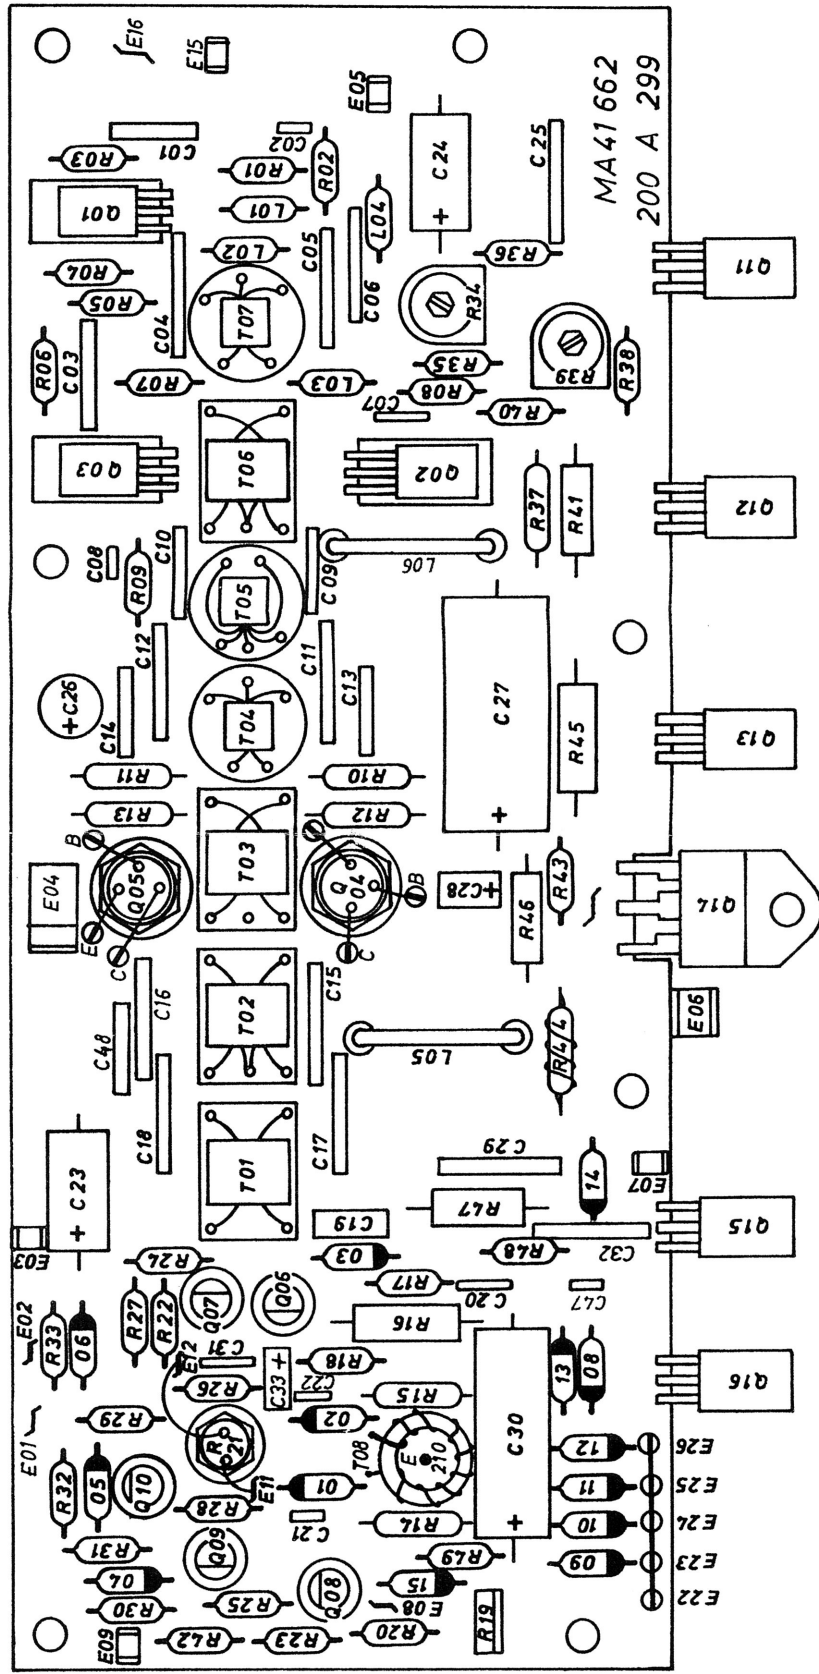 E16
E15
E05
C01
C02
R03
R01
R02
C24
+
C25
MA41662
200 A 299
Q01
L01
L04
L02
C05
R04
R05
C04
T07
C06
R34
R36
Q11
R06
C03
R07
L03
R35
R08
R39
R38
C07
R40
Q03
T06
Q02
R37
R41
Q12
C08
C10
R09
C09
L06
T05
C12
C11
+C26
C14
T04
C13
C27
+
R45
Q13
R11
R10
R13
R12
B
T03
E04
Q05
Q
04
B
C28
+
R43
R46
Q14
E
C
C
C15
C16
C48
T02
L05
R44
E06
C18
C17
C23
+
T01
C29
14
E07
R47
C19
E03
R24
03
R48
C32
Q15
R17
C20
C47
E02
R27
R22
Q07
Q06
R33
06
E12
C31
C33 +
R18
R16
C22
R26
R15
13
08
Q16
E01
R29
R
21
02
T08
E
210
C30
+
12
E26
R32
05
Q10
E11
01
11
E25
R28
C21
R14
10
E24
R31
Q09
R49
09
E23
04
R30
R25
Q08
15
E08
E22
E09
R42
R23
R20
R19